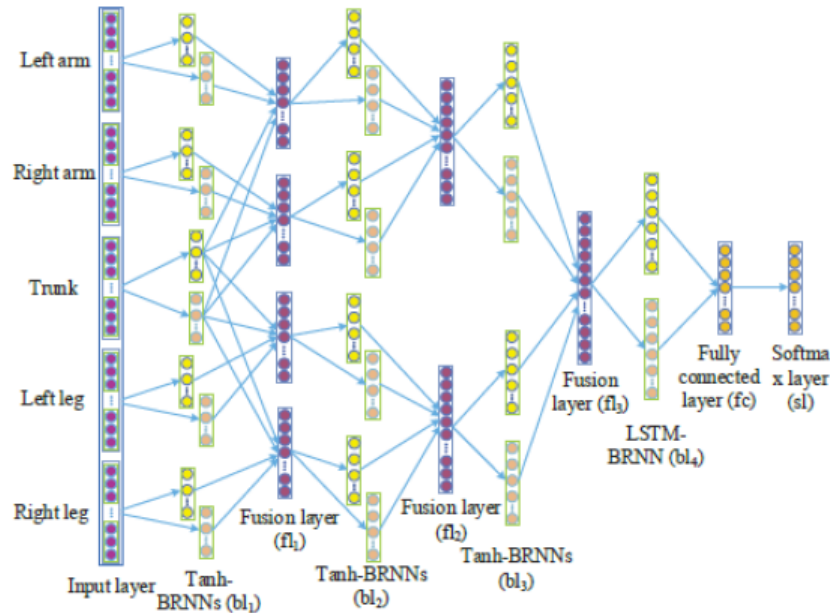 Left arm
Right arm
Trunk
Left leg
Right leg
Input layer
Tanh-
BRNNs (bl₁)
Fusion layer
(fl₁)
Tanh-BRNNs
(bl₂)
Fusion layer
(fl₂)
Tanh-BRNNs
(bl₃)
Fusion
layer (fl₃)
LSTM-
BRNN (bl₄)
Fully
connected
layer (fc)
Softma
x layer
(sl)